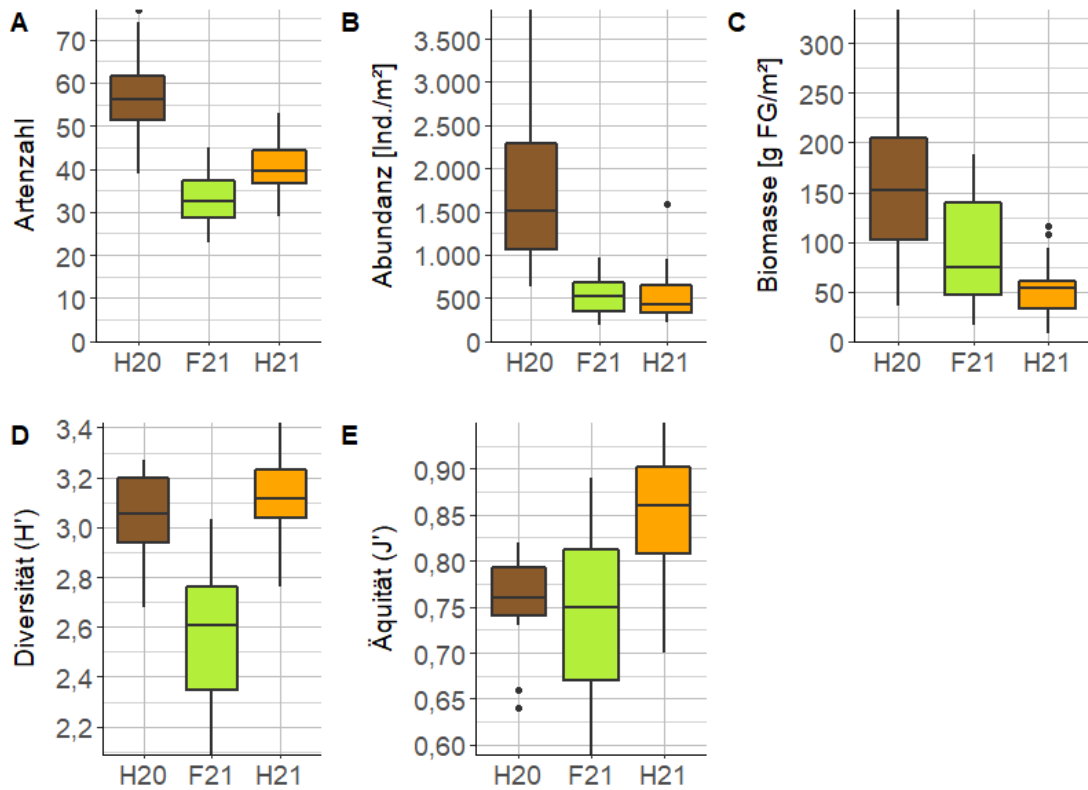 A
Artenzahl
70
60
50
40
30
20
10
0
H20 F21 H21
B
Abundanz [Ind./m²]
3.500
3.000
2.500
2.000
1.500
1.000
500
0
H20 F21 H21
C
Biomasse [g FG/m²]
300
250
200
150
100
50
0
H20 F21 H21
D
Diversität (H')
3,4
3,2
3,0
2,8
2,6
2,4
2,2
H20 F21 H21
E
Äquität (J')
0,90
0,85
0,80
0,75
0,70
0,65
0,60
H20 F21 H21